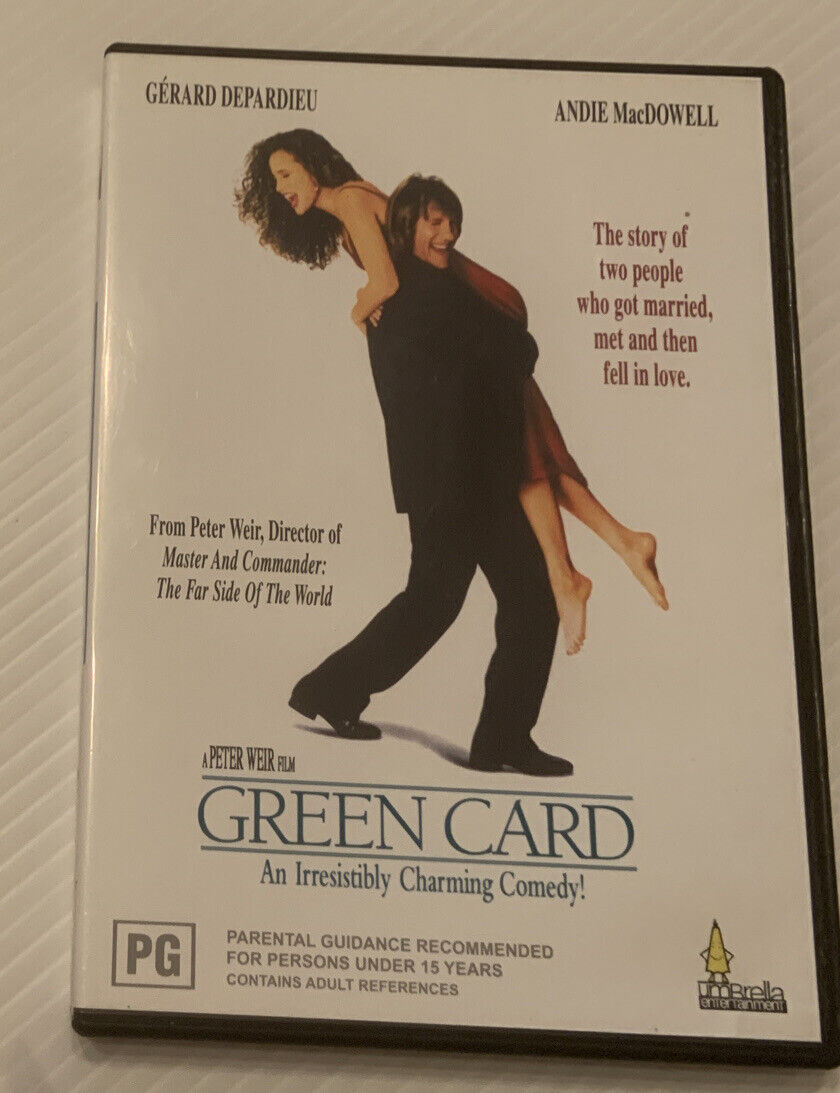 GÉRARD DEPARDIEU
ANDIE MacDOWELL
The story of
two people
who got married,
met and then
fell in love.
From Peter Weir, Director of
Master And Commander:
The Far Side Of The World
A PETER WEIR FILM
GREEN CARD
An Irresistibly Charming Comedy!
PG
PARENTAL GUIDANCE RECOMMENDED
FOR PERSONS UNDER 15 YEARS
CONTAINS ADULT REFERENCES
umbrella
entertainment